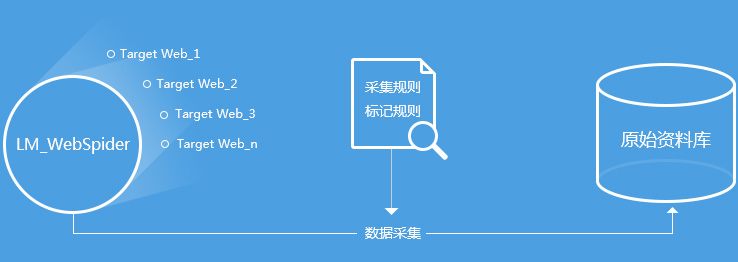 Target Web_1
Target Web_2
Target Web_3
Target Web_n
LM_WebSpider
采集规则
标记规则
原始资料库
数据采集